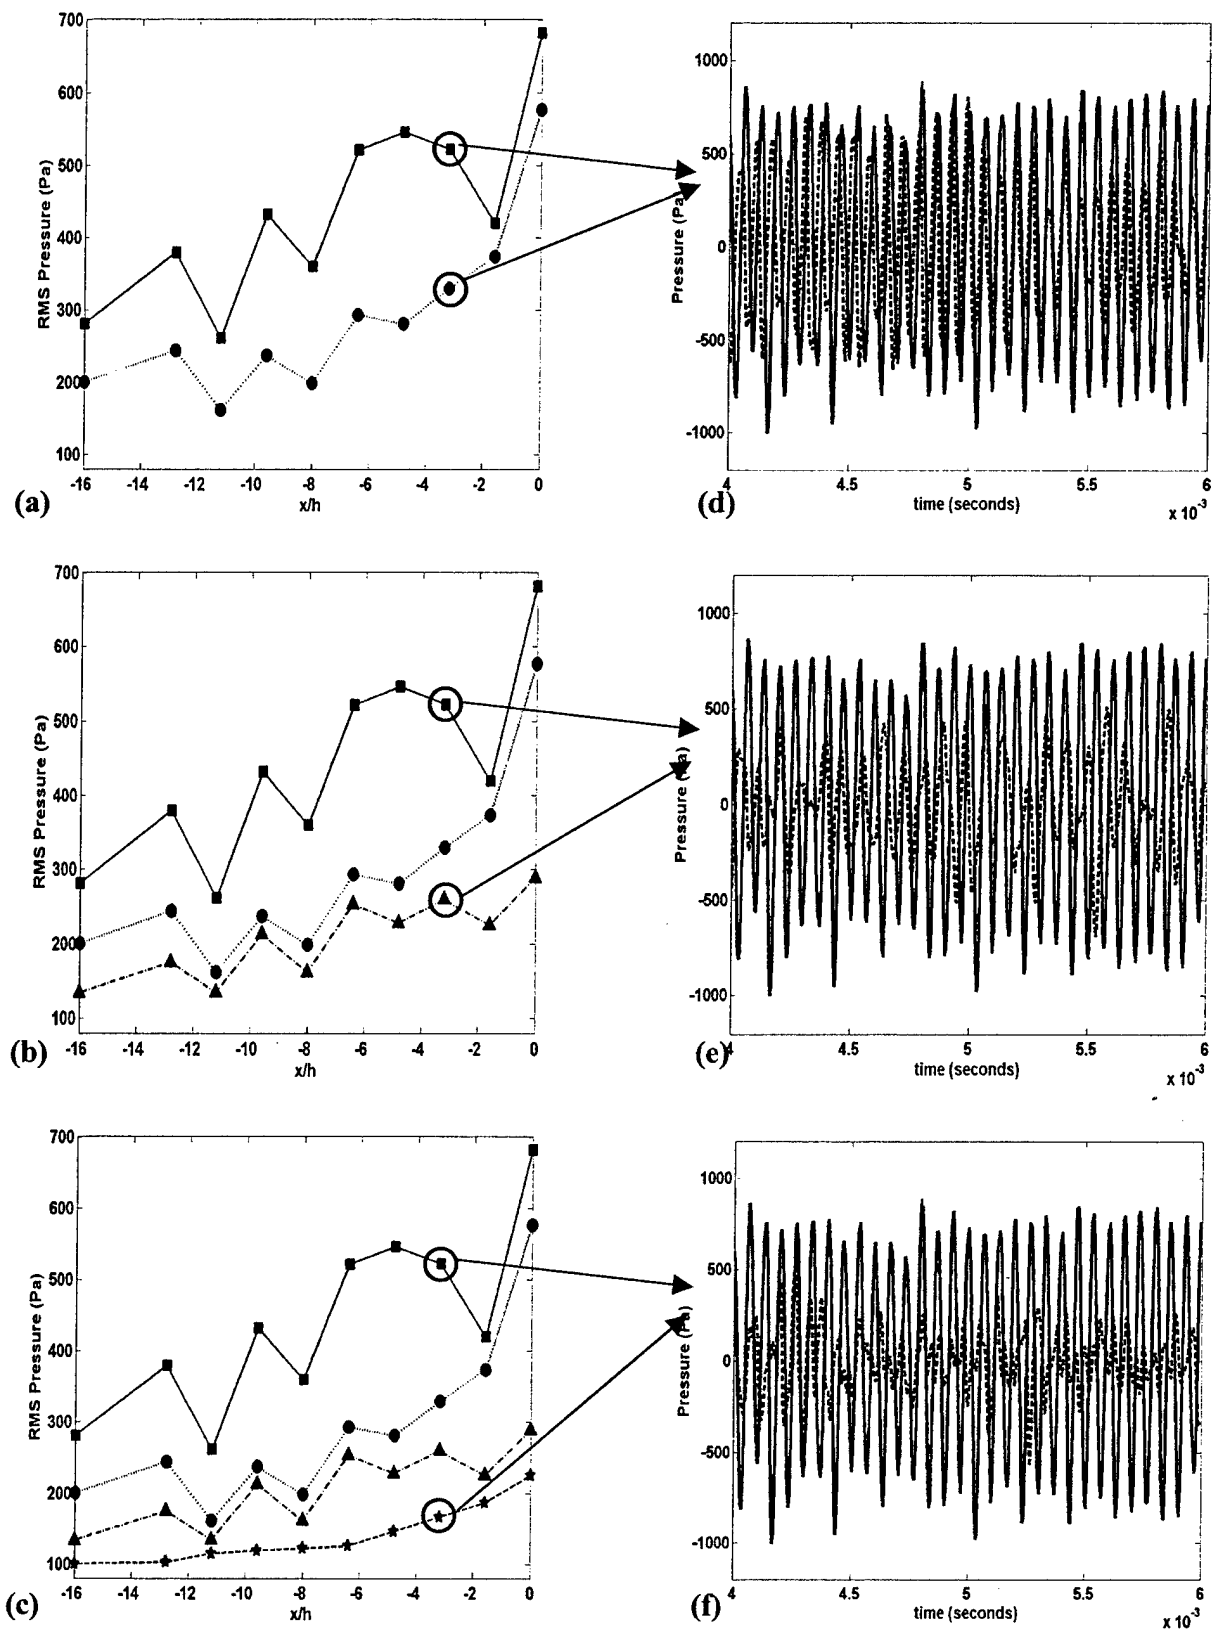 700
600
500
400
300
200
100
-16 -14 -12 -10 -8 -6 -4 -2 0
RMS Pressure (Pa)
x/h
(a)
1000
500
0
-500
-1000
4 4.5 5 5.5 6
Pressure (Pa)
time (seconds)
x 10-3
(d)
700
600
500
400
300
200
100
-16 -14 -12 -10 -8 -6 -4 -2 0
RMS Pressure (Pa)
x/h
(b)
1000
500
0
-500
-1000
4 4.5 5 5.5 6
Pressure (Pa)
time (seconds)
x 10-3
(e)
700
600
500
400
300
200
100
-16 -14 -12 -10 -8 -6 -4 -2 0
RMS Pressure (Pa)
x/h
(c)
1000
500
0
-500
-1000
4 4.5 5 5.5 6
Pressure (Pa)
time (seconds)
x 10-3
(f)